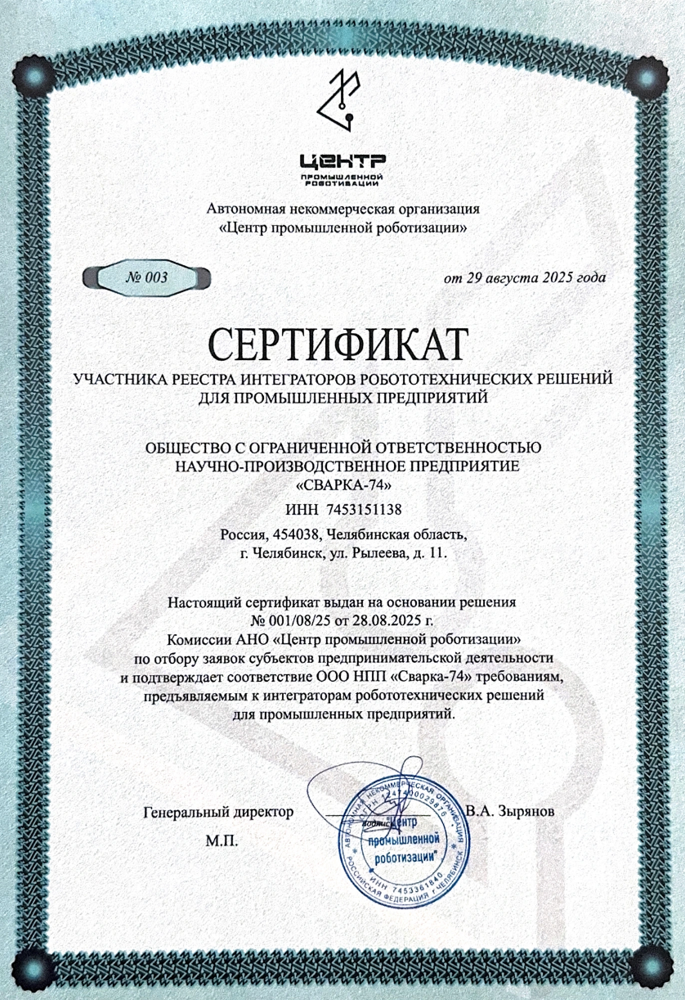 ЦЕНТР
ПРОМЫШЛЕННОЙ
РОБОТИЗАЦИИ
Автономная некоммерческая организация
«Центр промышленной роботизации»
№ 003
от 29 августа 2025 года
СЕРТИФИКАТ
УЧАСТНИКА РЕЕСТРА ИНТЕГРАТОРОВ РОБОТОТЕХНИЧЕСКИХ РЕШЕНИЙ
ДЛЯ ПРОМЫШЛЕННЫХ ПРЕДПРИЯТИЙ
ОБЩЕСТВО С ОГРАНИЧЕННОЙ ОТВЕТСТВЕННОСТЬЮ
НАУЧНО-ПРОИЗВОДСТВЕННОЕ ПРЕДПРИЯТИЕ
«СВАРКА-74»
ИНН 7453151138
Россия, 454038, Челябинская область,
г. Челябинск, ул. Рылеева, д. 11.
Настоящий сертификат выдан на основании решения
№ 001/08/25 от 28.08.2025 г.
Комиссии АНО «Центр промышленной роботизации»
по отбору заявок субъектов предпринимательской деятельности
и подтверждает соответствие ООО НПП «Сварка-74» требованиям,
предъявляемым к интеграторам робототехнических решений
для промышленных предприятий.
Генеральный директор
подпись
В.А. Зырянов
М.П.
АВТОНОМНАЯ НЕКОММЕРЧЕСКАЯ ОРГАНИЗАЦИЯ
ОГРН 1247400029876
"Центр
промышленной
роботизации"
ИНН 7453361840
РОССИЙСКАЯ ФЕДЕРАЦИЯ г.ЧЕЛЯБИНСК